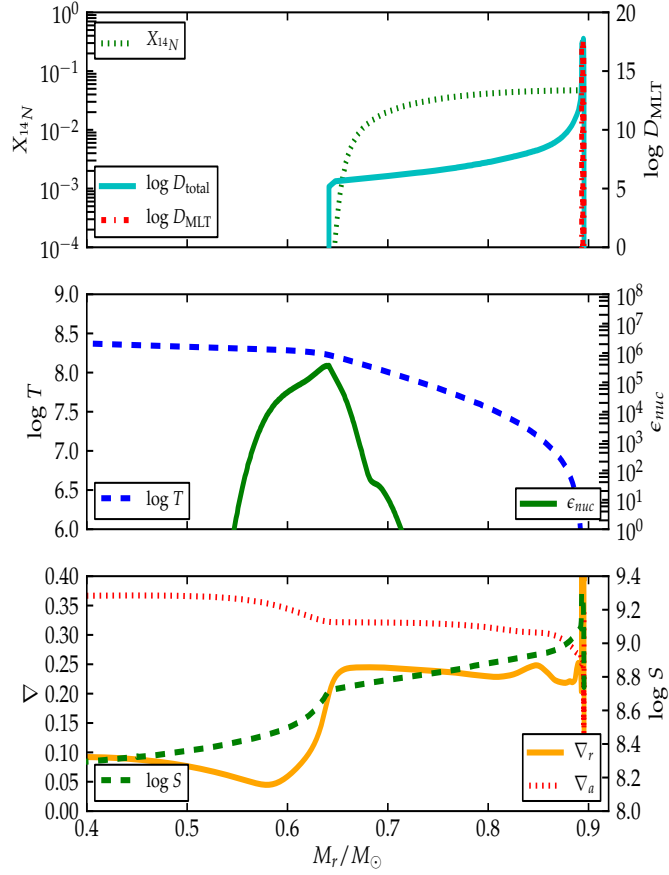 10⁰
10⁻¹
10⁻²
10⁻³
10⁻⁴
X₁₄N
X₁₄N
log D_total
log D_MLT
20
15
10
5
0
log D_MLT
9.0
8.5
8.0
7.5
7.0
6.5
6.0
log T
log T
ϵ_nuc
10⁸
10⁷
10⁶
10⁵
10⁴
10³
10²
10¹
10⁰
ϵ_nuc
0.40
0.35
0.30
0.25
0.20
0.15
0.10
0.05
0.00
∇
log S
∇_r
∇_a
9.4
9.2
9.0
8.8
8.6
8.4
8.2
8.0
log S
0.4 0.5 0.6 0.7 0.8 0.9
M_r/M_⊙